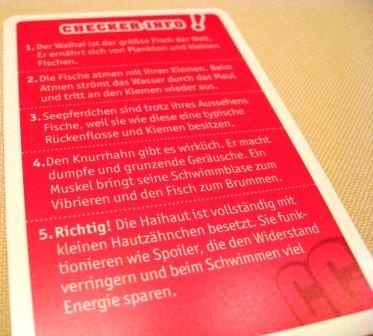 CHECKER-INFO!
1. Der Walhai ist der größte Fisch der Welt.
Er ernährt sich von Plankton und kleinen
Fischen.
2. Die Fische atmen mit ihren Kiemen. Beim
Atmen strömt das Wasser durch das Maul
und tritt an den Kiemen wieder aus.
3. Seepferdchen sind trotz ihres Aussehens
Fische, weil sie wie diese eine typische
Rückenflosse und Kiemen besitzen.
4. Den Knurrhahn gibt es wirklich. Er macht
dumpfe und grunzende Geräusche. Ein
Muskel bringt seine Schwimmblase zum
Vibrieren und den Fisch zum Brummen.
5. Richtig! Die Haihaut ist vollständig mit
kleinen Hautzähnchen besetzt. Sie funk-
tionieren wie Spoiler, die den Widerstand
verringern und beim Schwimmen viel
Energie sparen.